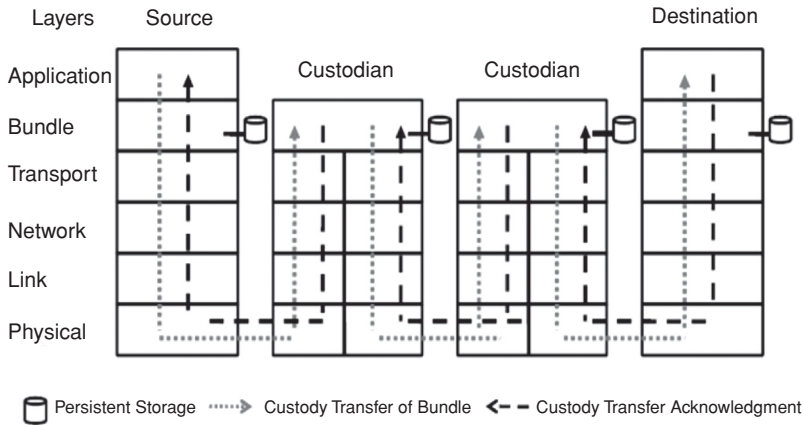 Layers Source Destination
Custodian Custodian
Application
Bundle
Transport
Network
Link
Physical
Persistent Storage Custody Transfer of Bundle Custody Transfer Acknowledgment